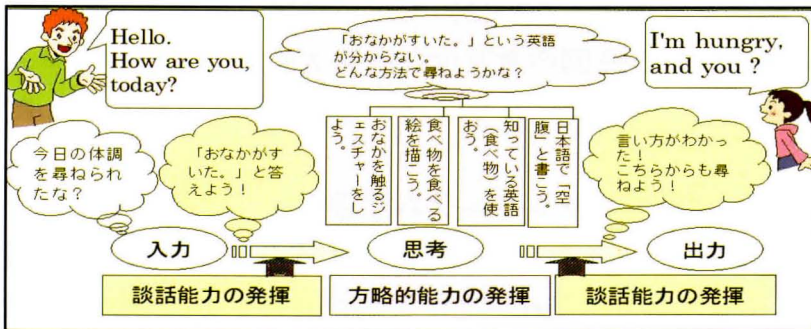 Hello.
How are you,
today?
「おなかがすいた。」という英語
が分からない。
どんな方法で尋ねようかな？
I'm hungry,
and you ?
今日の体調
を尋ねられ
たな？
「おなかがす
いた。」と答
えよう！
おなかを触るジ
ェスチャーをし
よう。
食べ物を食べる
絵を描こう。
知っている英語
（食べ物）を使
おう。
日本語で「空
腹」と書こう。
言い方がわかっ
た！
こちらからも尋
ねよう！
入力
思考
出力
談話能力の発揮
方略的能力の発揮
談話能力の発揮